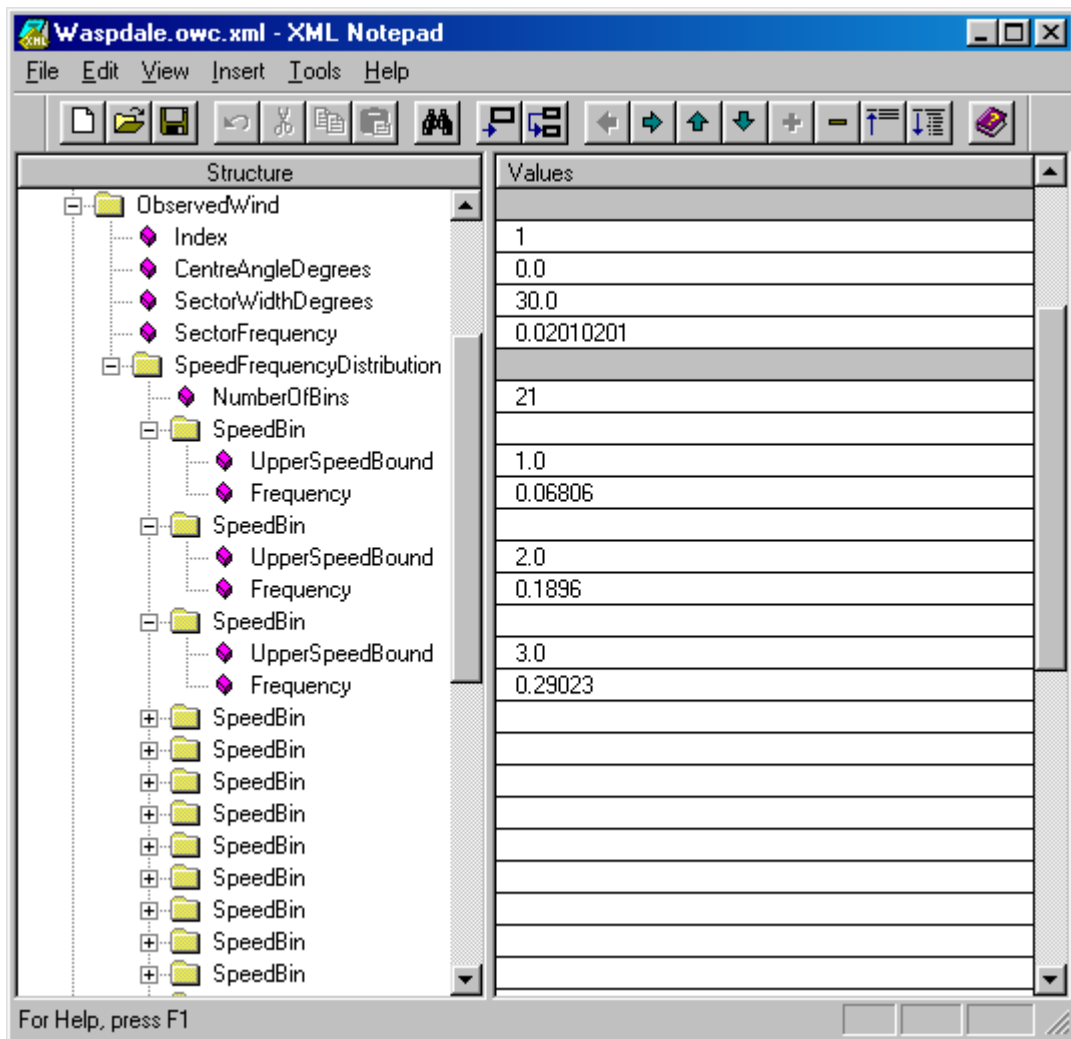 Waspdale.owc.xml - XML Notepad
File Edit View Insert Tools Help
Structure Values
ObservedWind
Index 1
CentreAngleDegrees 0.0
SectorWidthDegrees 30.0
SectorFrequency 0.02010201
SpeedFrequencyDistribution
NumberOfBins 21
SpeedBin
UpperSpeedBound 1.0
Frequency 0.06806
SpeedBin
UpperSpeedBound 2.0
Frequency 0.1896
SpeedBin
UpperSpeedBound 3.0
Frequency 0.29023
SpeedBin
SpeedBin
SpeedBin
SpeedBin
SpeedBin
SpeedBin
SpeedBin
SpeedBin
SpeedBin
For Help, press F1